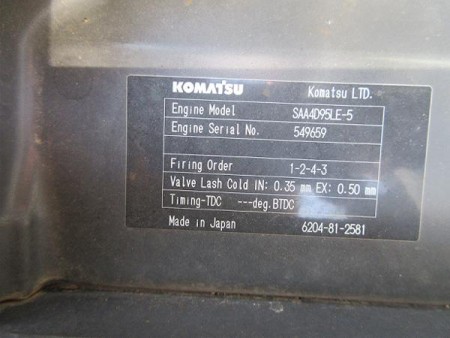 KOMATSU Komatsu LTD.
Engine Model SAA4D95LE-5
Engine Serial No. 549659
Firing Order 1-2-4-3
Valve Lash Cold IN: 0.35 mm EX: 0.50 mm
Timing-TDC ---deg.BTDC
Made in Japan 6204-81-2581